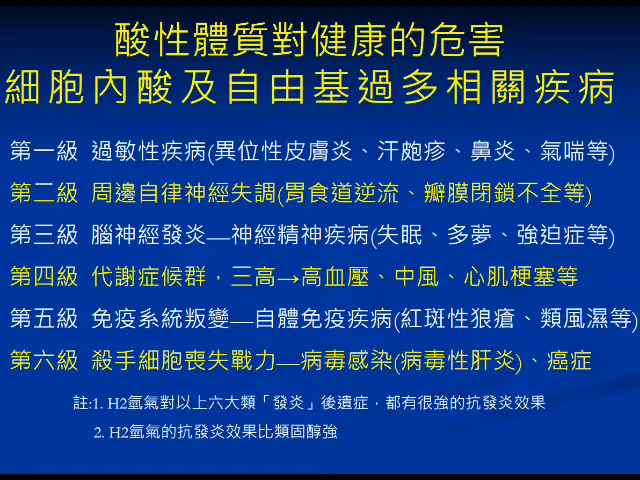 酸性體質對健康的危害
細胞內酸及自由基過多相關疾病
第一級 過敏性疾病(異位性皮膚炎、汗皰疹、鼻炎、氣喘等)
第二級 周邊自律神經失調(胃食道逆流、瓣膜閉鎖不全等)
第三級 腦神經發炎—神經精神疾病(失眠、多夢、強迫症等)
第四級 代謝症候群，三高→高血壓、中風、心肌梗塞等
第五級 免疫系統叛變—自體免疫疾病(紅斑性狼瘡、類風濕等)
第六級 殺手細胞喪失戰力—病毒感染(病毒性肝炎)、癌症
註:1. H2氫氣對以上六大類「發炎」後遺症，都有很強的抗發炎效果
2. H2氫氣的抗發炎效果比類固醇強